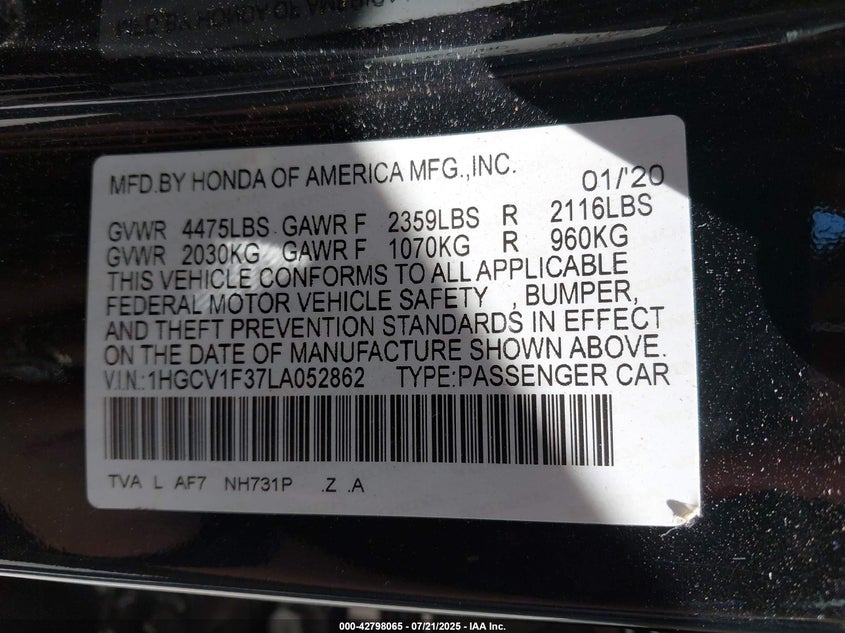 MFD.BY HONDA OF AMERICA MFG.,INC. 01/'20
GVWR 4475LBS GAWR F 2359LBS R 2116LBS
GVWR 2030KG GAWR F 1070KG R 960KG
THIS VEHICLE CONFORMS TO ALL APPLICABLE
FEDERAL MOTOR VEHICLE SAFETY , BUMPER,
AND THEFT PREVENTION STANDARDS IN EFFECT
ON THE DATE OF MANUFACTURE SHOWN ABOVE.
V.I.N.:1HGCV1F37LA052862 TYPE:PASSENGER CAR
TVA L AF7 NH731P .Z .A
000-42798065 - 07/21/2025 - IAA Inc.